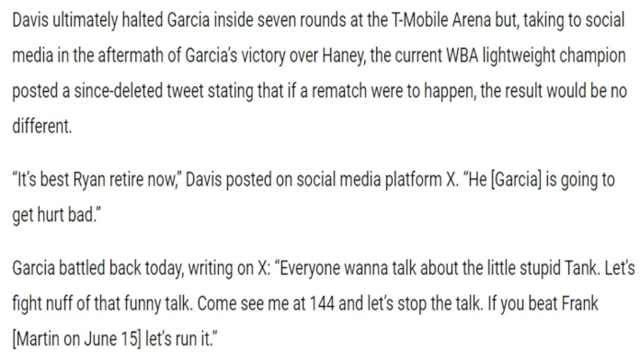 Davis ultimately halted Garcia inside seven rounds at the T-Mobile Arena but, taking to social
media in the aftermath of Garcia's victory over Haney, the current WBA lightweight champion
posted a since-deleted tweet stating that if a rematch were to happen, the result would be no
different.
“It's best Ryan retire now,” Davis posted on social media platform X. “He [Garcia] is going to
get hurt bad.”
Garcia battled back today, writing on X: “Everyone wanna talk about the little stupid Tank. Let's
fight nuff of that funny talk. Come see me at 144 and let's stop the talk. If you beat Frank
[Martin on June 15] let's run it.”